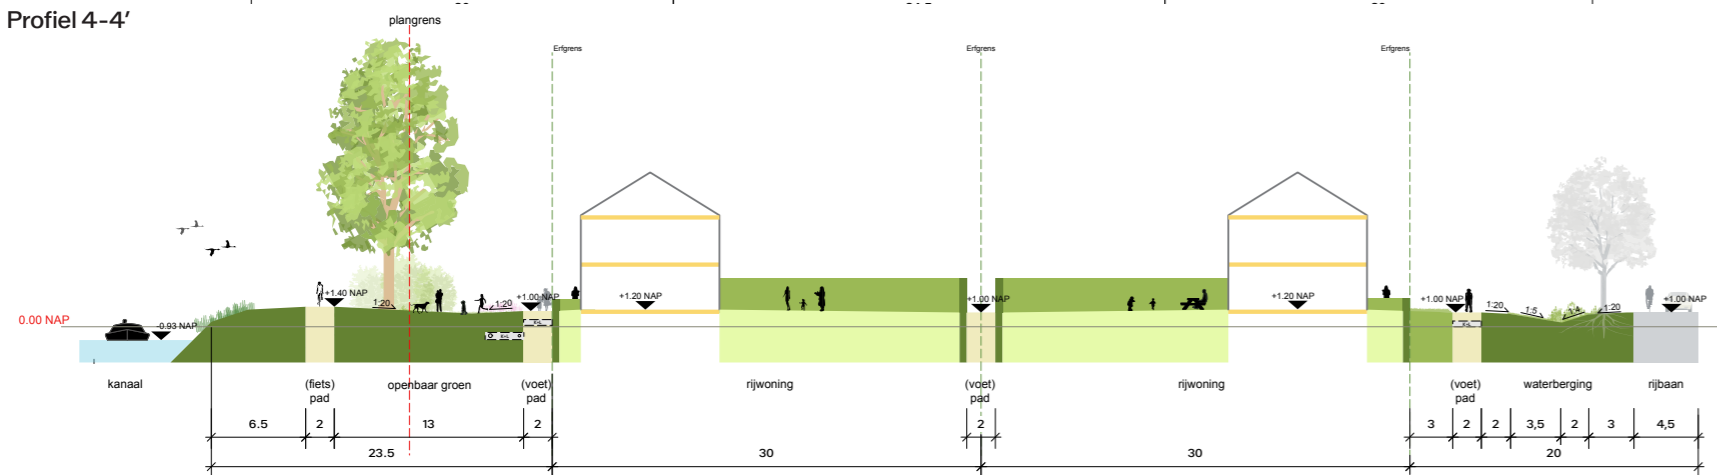 Profiel 4-4'
plangrens
Erfgrens
Erfgrens
Erfgrens
+1.40 NAP
1:20
1:20
+1.00 NAP
+1.20 NAP
+1.00 NAP
+1.20 NAP
+1.00 NAP
1:20
1:5
1:4
1:20
+1.00 NAP
0.00 NAP
-0.93 NAP
K+L
K+L
kanaal
(fiets)
pad
openbaar groen
(voet)
pad
rijwoning
(voet)
pad
rijwoning
(voet)
pad
waterberging
rijbaan
6.5
2
13
2
2
3
2
2
3,5
2
3
4,5
23.5
30
30
20